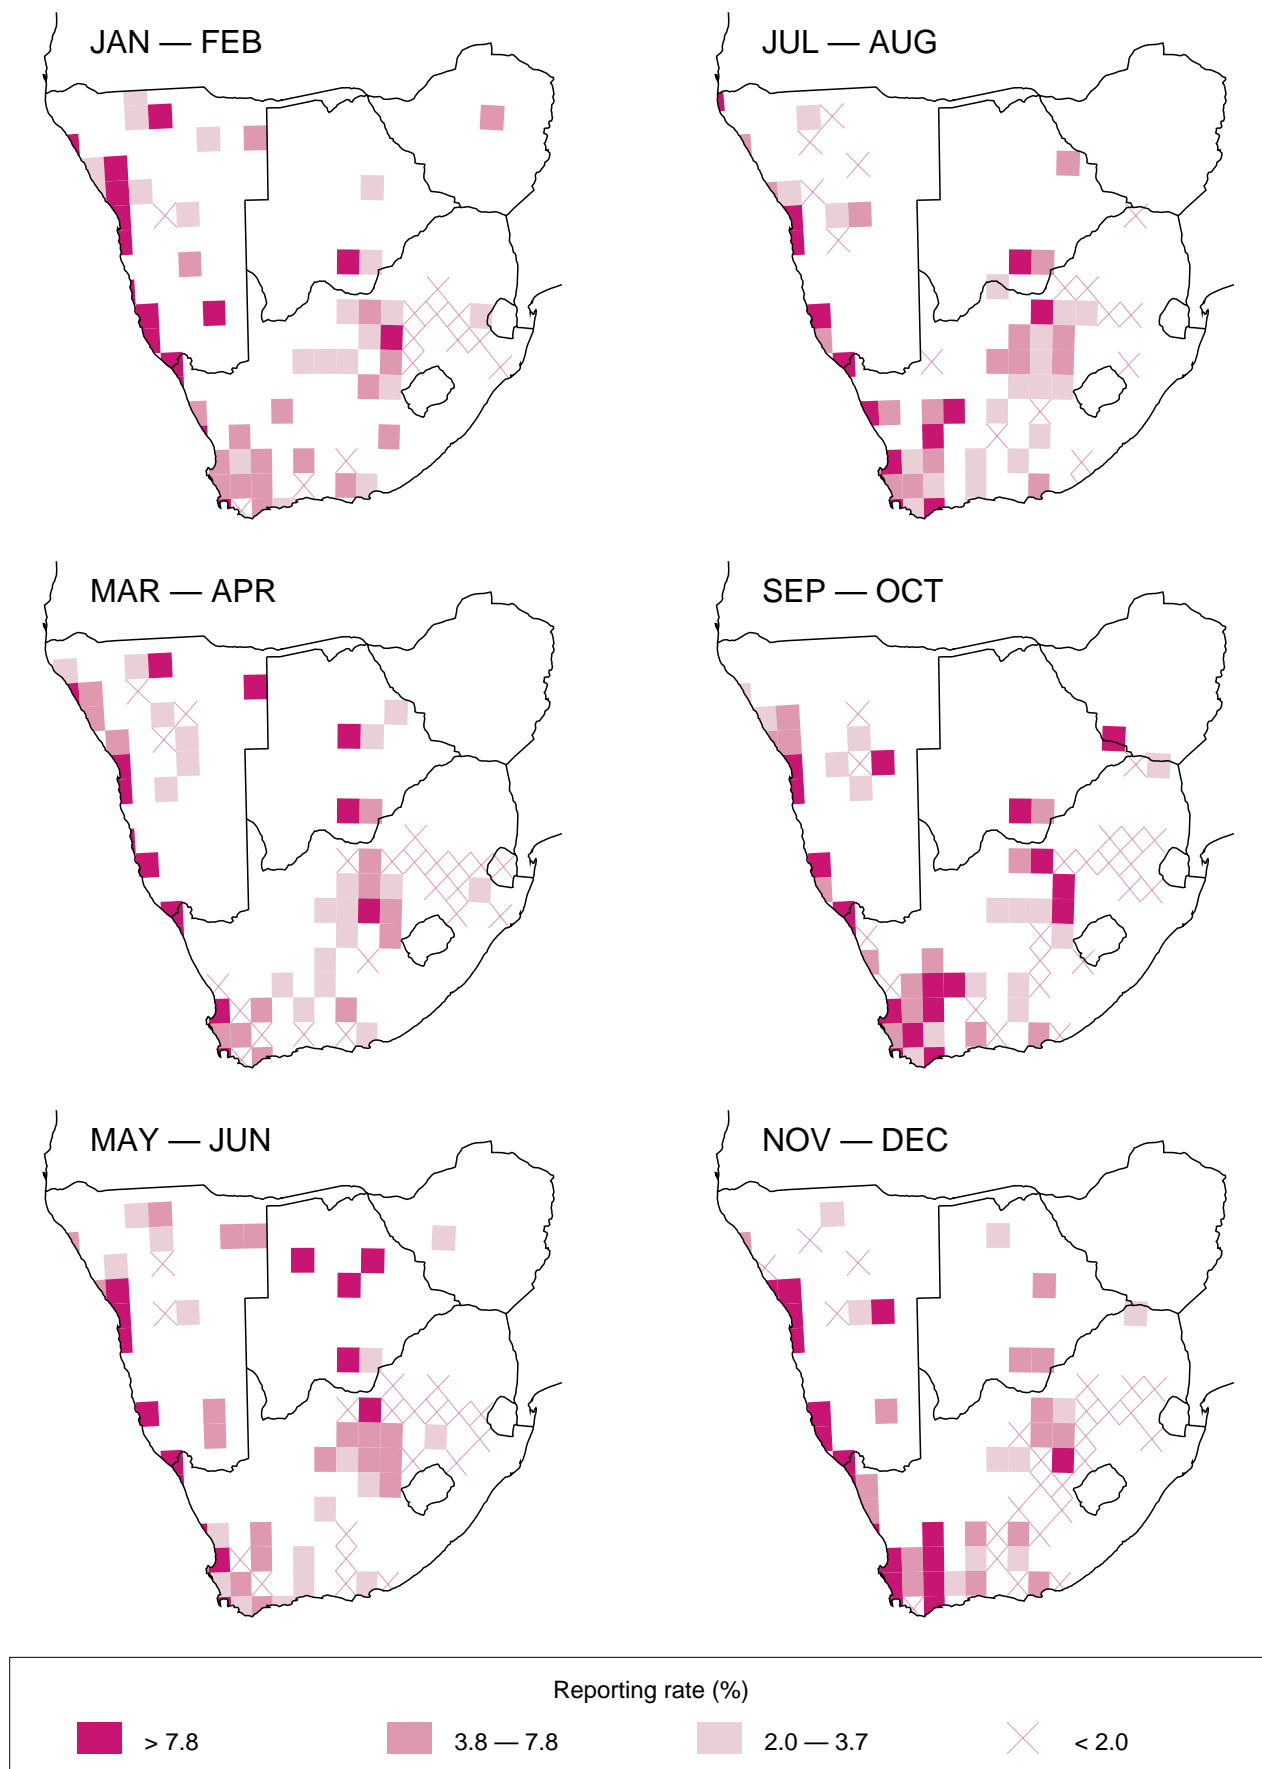 JAN — FEB
JUL — AUG
MAR — APR
SEP — OCT
MAY — JUN
NOV — DEC
Reporting rate (%)
> 7.8
3.8 — 7.8
2.0 — 3.7
< 2.0